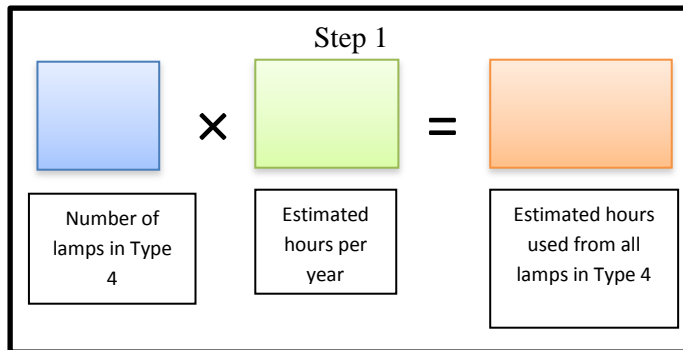 Step 1
× =
Number of
lamps in Type
4
Estimated
hours per
year
Estimated hours
used from all
lamps in Type 4